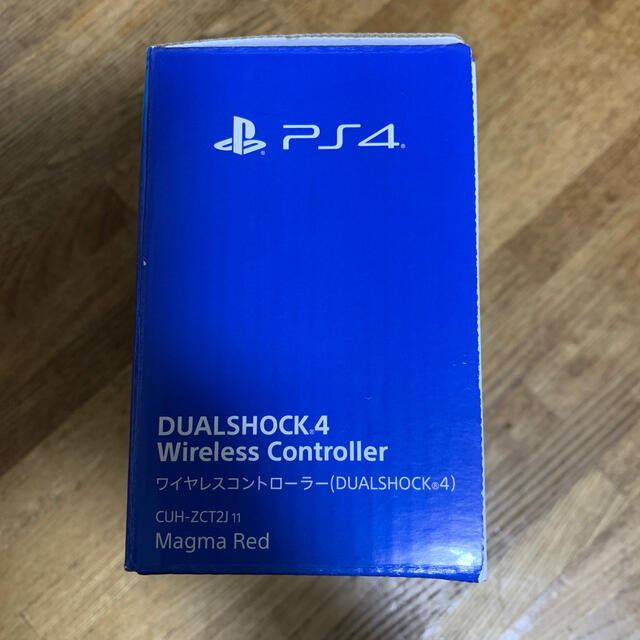 PS4®
DUALSHOCK®4
Wireless Controller
ワイヤレスコントローラー(DUALSHOCK®4)
CUH-ZCT2J 11
Magma Red